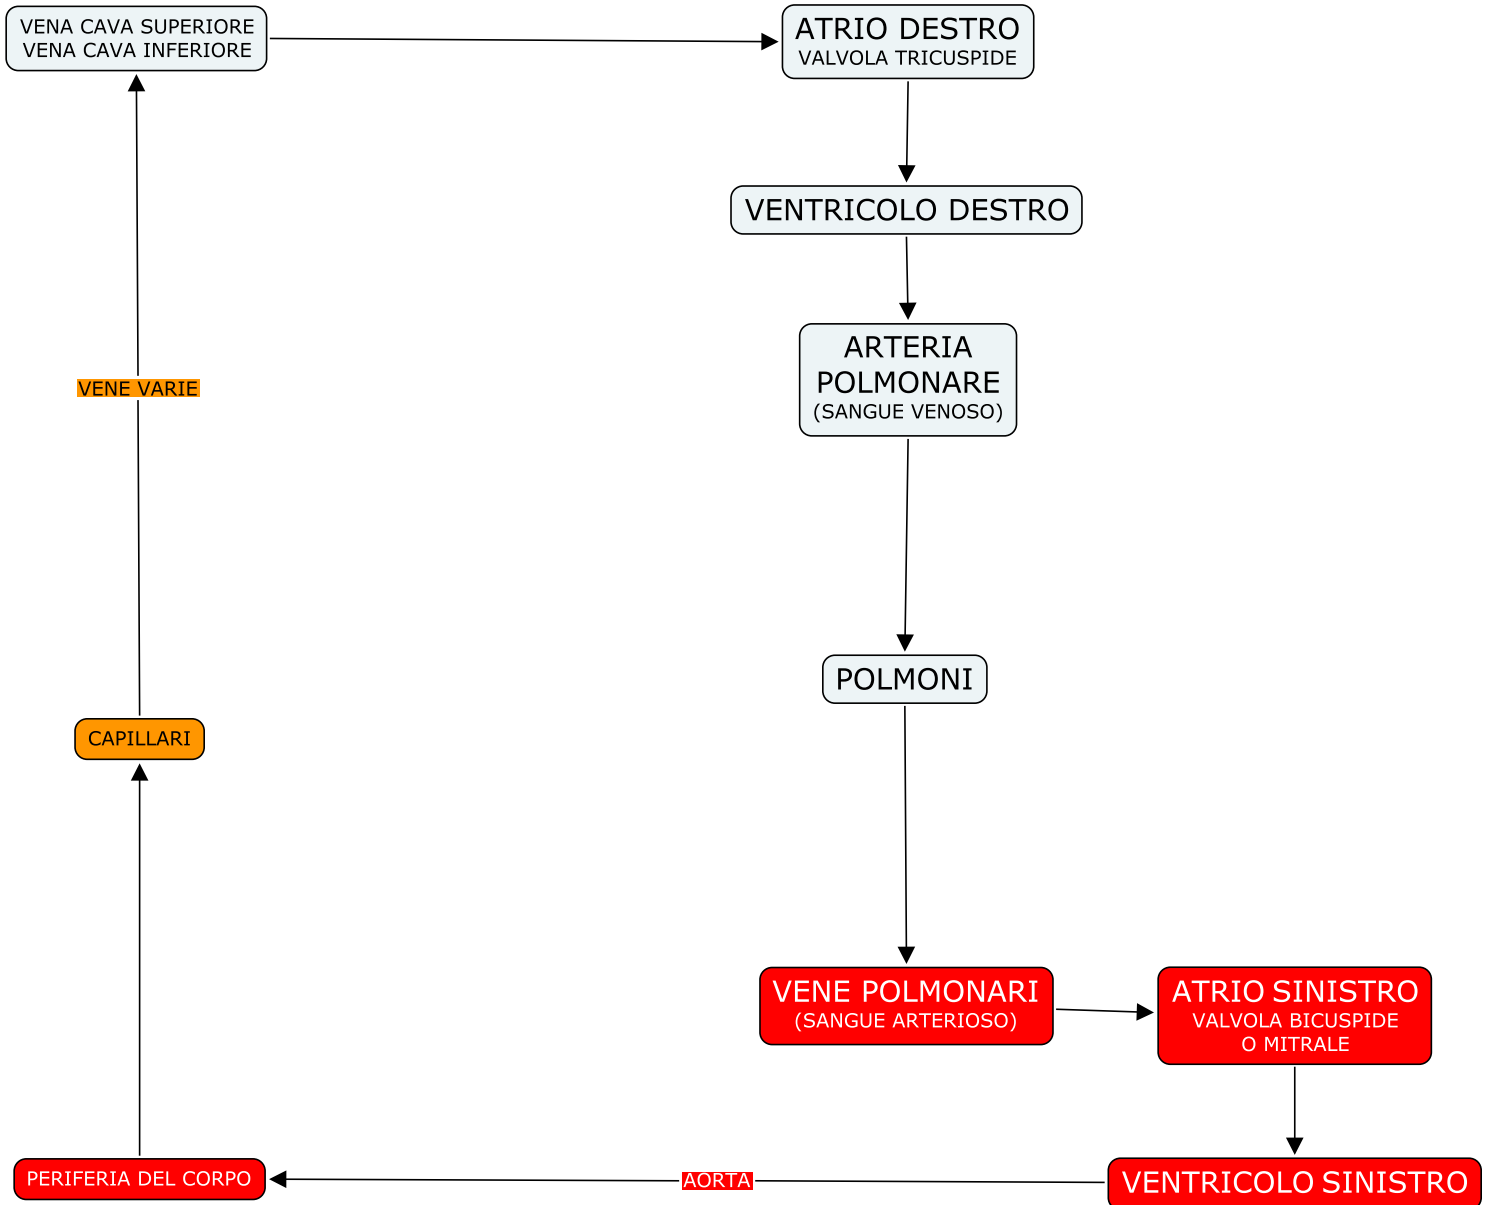 VENA CAVA SUPERIORE
VENA CAVA INFERIORE
ATRIO DESTRO
VALVOLA TRICUSPIDE
VENTRICOLO DESTRO
ARTERIA
POLMONARE
(SANGUE VENOSO)
VENE VARIE
POLMONI
CAPILLARI
VENE POLMONARI
(SANGUE ARTERIOSO)
ATRIO SINISTRO
VALVOLA BICUSPIDE
O MITRALE
PERIFERIA DEL CORPO
AORTA
VENTRICOLO SINISTRO